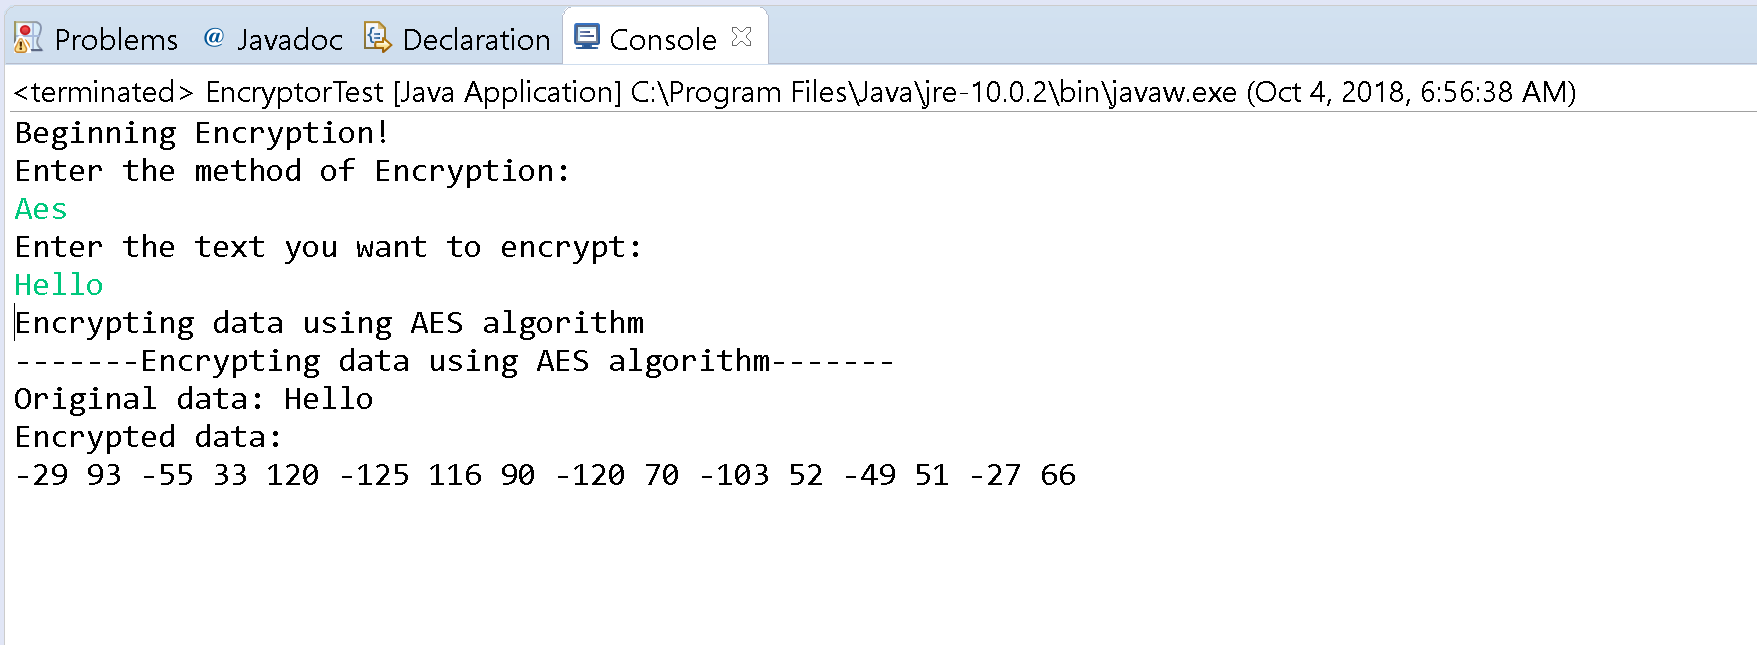 Problems @ Javadoc Declaration Console
<terminated> EncryptorTest [Java Application] C:\Program Files\Java\jre-10.0.2\bin\javaw.exe (Oct 4, 2018, 6:56:38 AM)
Beginning Encryption!
Enter the method of Encryption:
Aes
Enter the text you want to encrypt:
Hello
Encrypting data using AES algorithm
-------Encrypting data using AES algorithm-------
Original data: Hello
Encrypted data:
-29 93 -55 33 120 -125 116 90 -120 70 -103 52 -49 51 -27 66